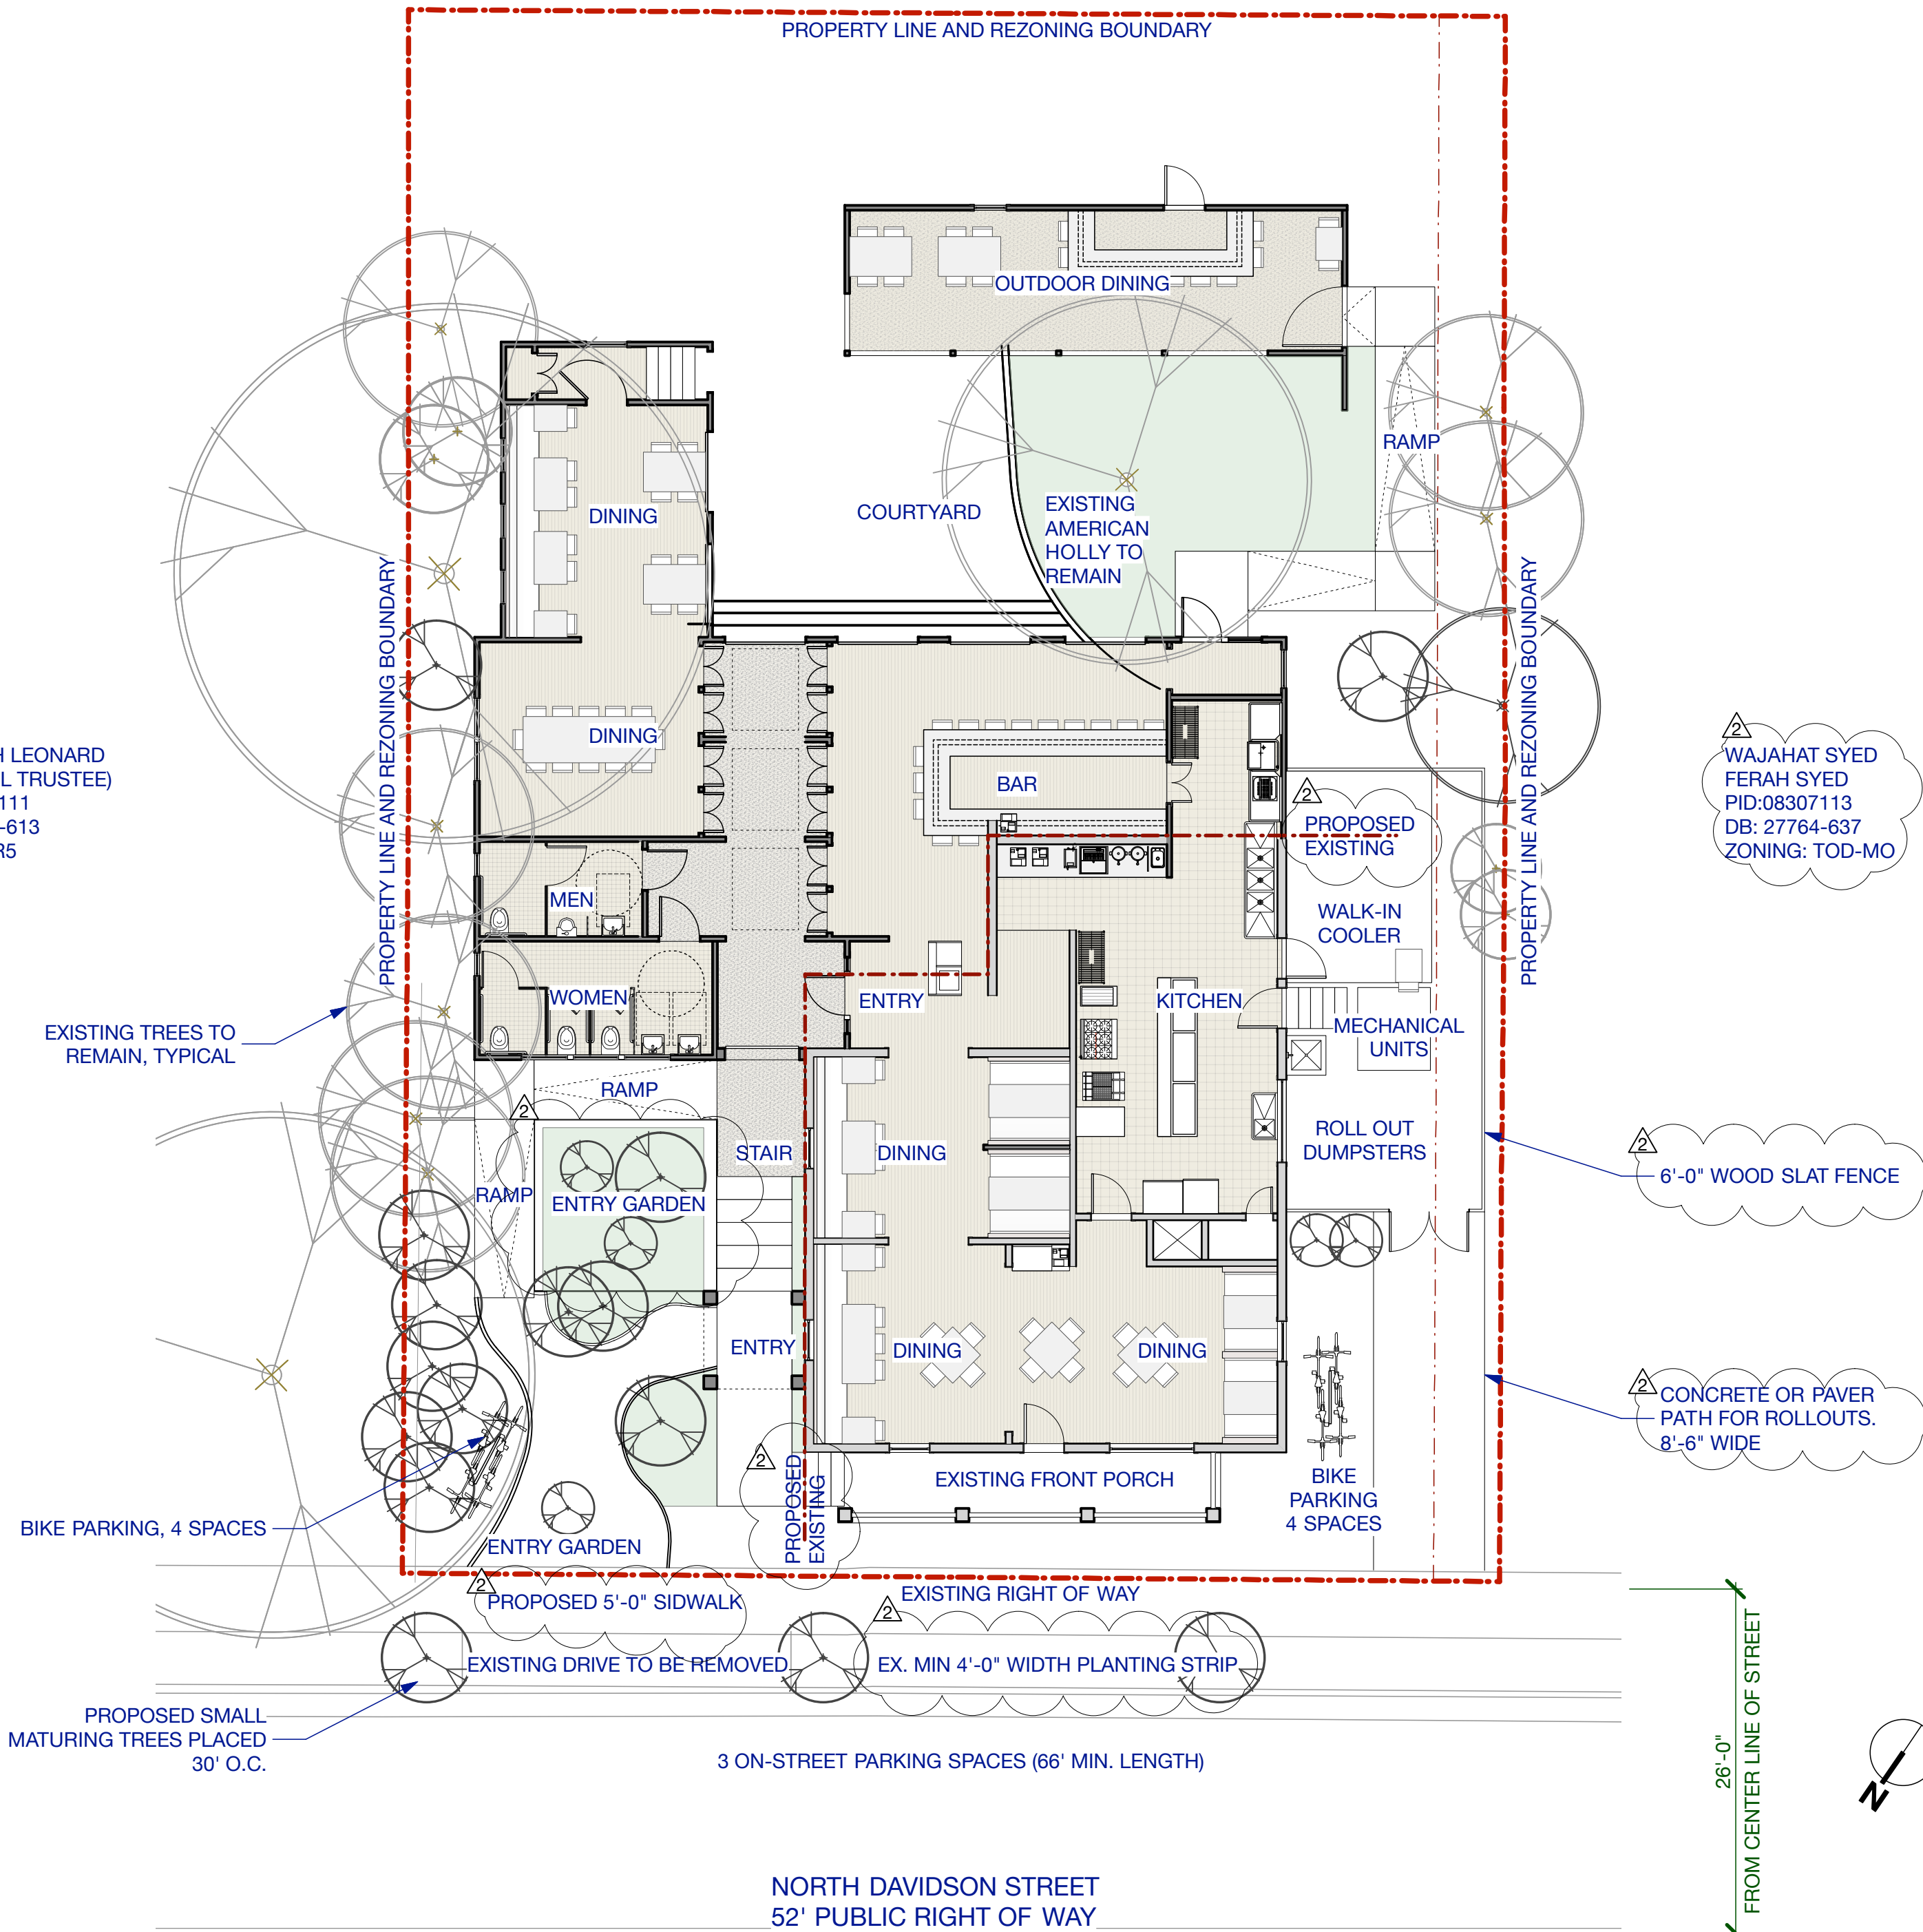 PROPERTY LINE AND REZONING BOUNDARY
OUTDOOR DINING
RAMP
DINING
COURTYARD
EXISTING
AMERICAN
HOLLY TO
REMAIN
PROPERTY LINE AND REZONING BOUNDARY
PROPERTY LINE AND REZONING BOUNDARY
DINING
H LEONARD
L TRUSTEE)
111
-613
R5
2
WAJAHAT SYED
FERAH SYED
PID:08307113
DB: 27764-637
ZONING: TOD-MO
BAR
2
PROPOSED
EXISTING
MEN
WALK-IN
COOLER
WOMEN
ENTRY
KITCHEN
MECHANICAL
UNITS
EXISTING TREES TO
REMAIN, TYPICAL
RAMP
2
STAIR
DINING
ROLL OUT
DUMPSTERS
2
6'-0" WOOD SLAT FENCE
RAMP
ENTRY GARDEN
ENTRY
DINING
DINING
2
CONCRETE OR PAVER
PATH FOR ROLLOUTS.
8'-6" WIDE
2
PROPOSED
EXISTING
EXISTING FRONT PORCH
BIKE
PARKING
4 SPACES
BIKE PARKING, 4 SPACES
ENTRY GARDEN
2
PROPOSED 5'-0" SIDWALK
EXISTING RIGHT OF WAY
2
EXISTING DRIVE TO BE REMOVED
EX. MIN 4'-0" WIDTH PLANTING STRIP
PROPOSED SMALL
MATURING TREES PLACED
30' O.C.
3 ON-STREET PARKING SPACES (66' MIN. LENGTH)
26'-0"
FROM CENTER LINE OF STREET
N
NORTH DAVIDSON STREET
52' PUBLIC RIGHT OF WAY